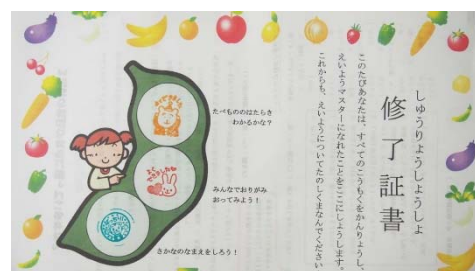 しゅうりょうしょうしょ
修了証書
このたびあなたは、すべてのこうもくをかんりょうし、
えいようマスターになれたことをここにしょうします。
これからも、えいようについてたのしくまなんでください
たべもののはたらき
わかるかな？
みんなでおりがみ
おってみよう！
さかなのなまえをしろう！